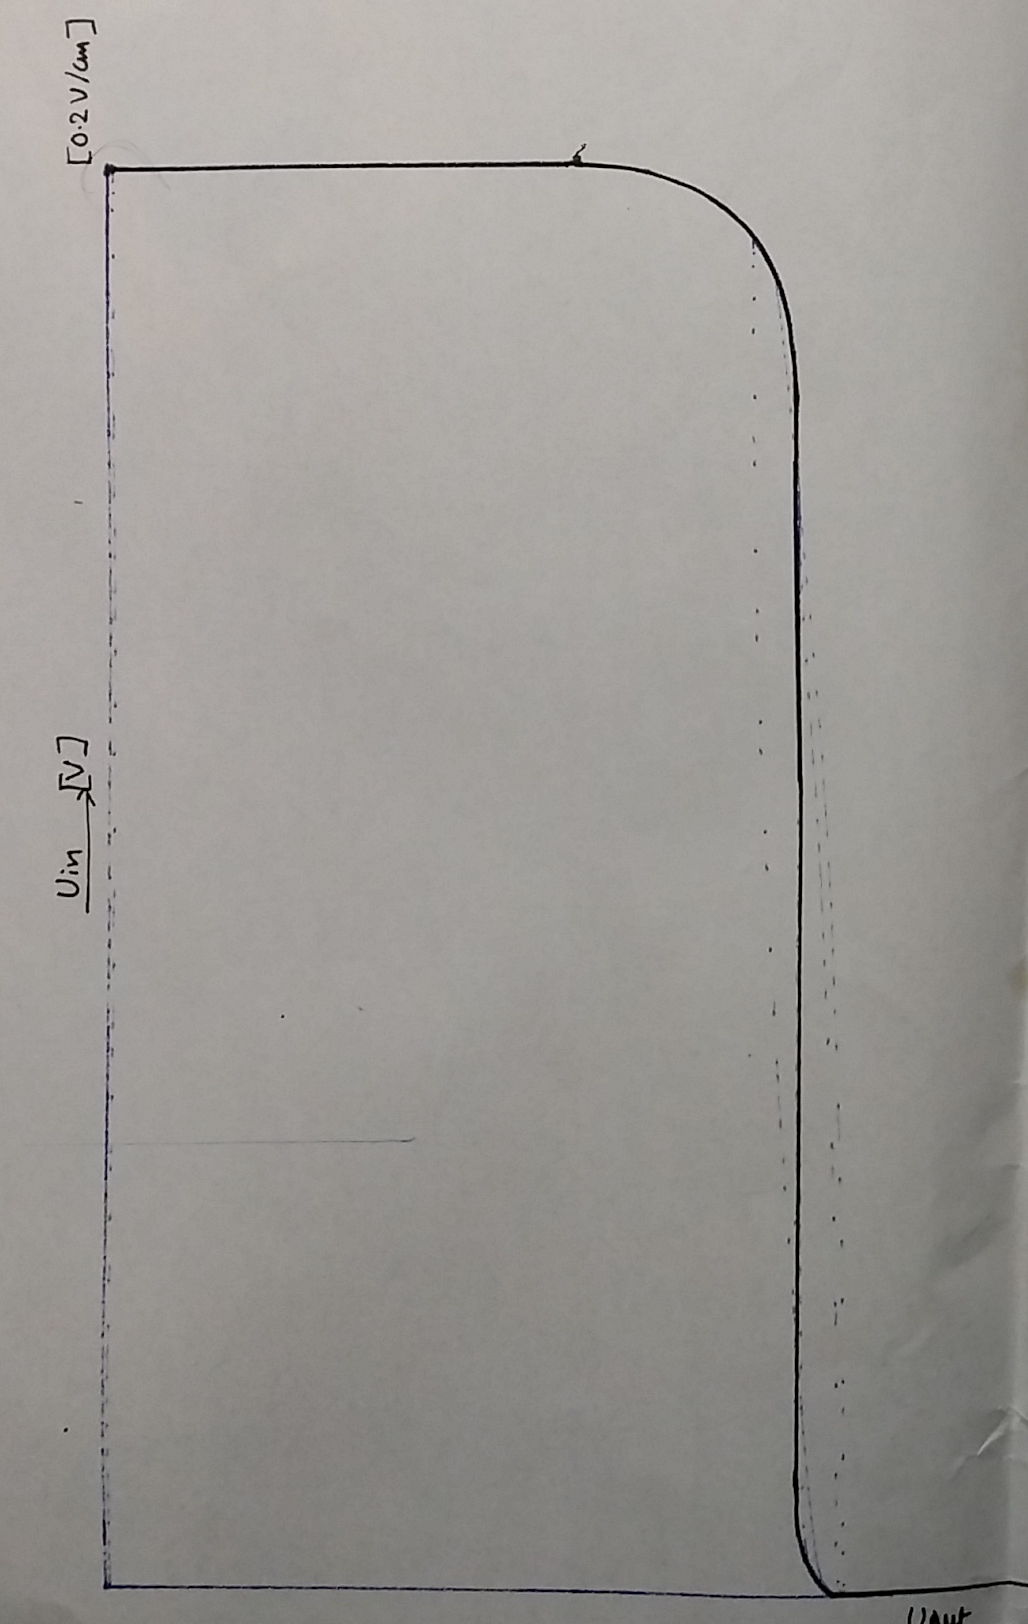 [0.2V/cm]
Uin → [V]